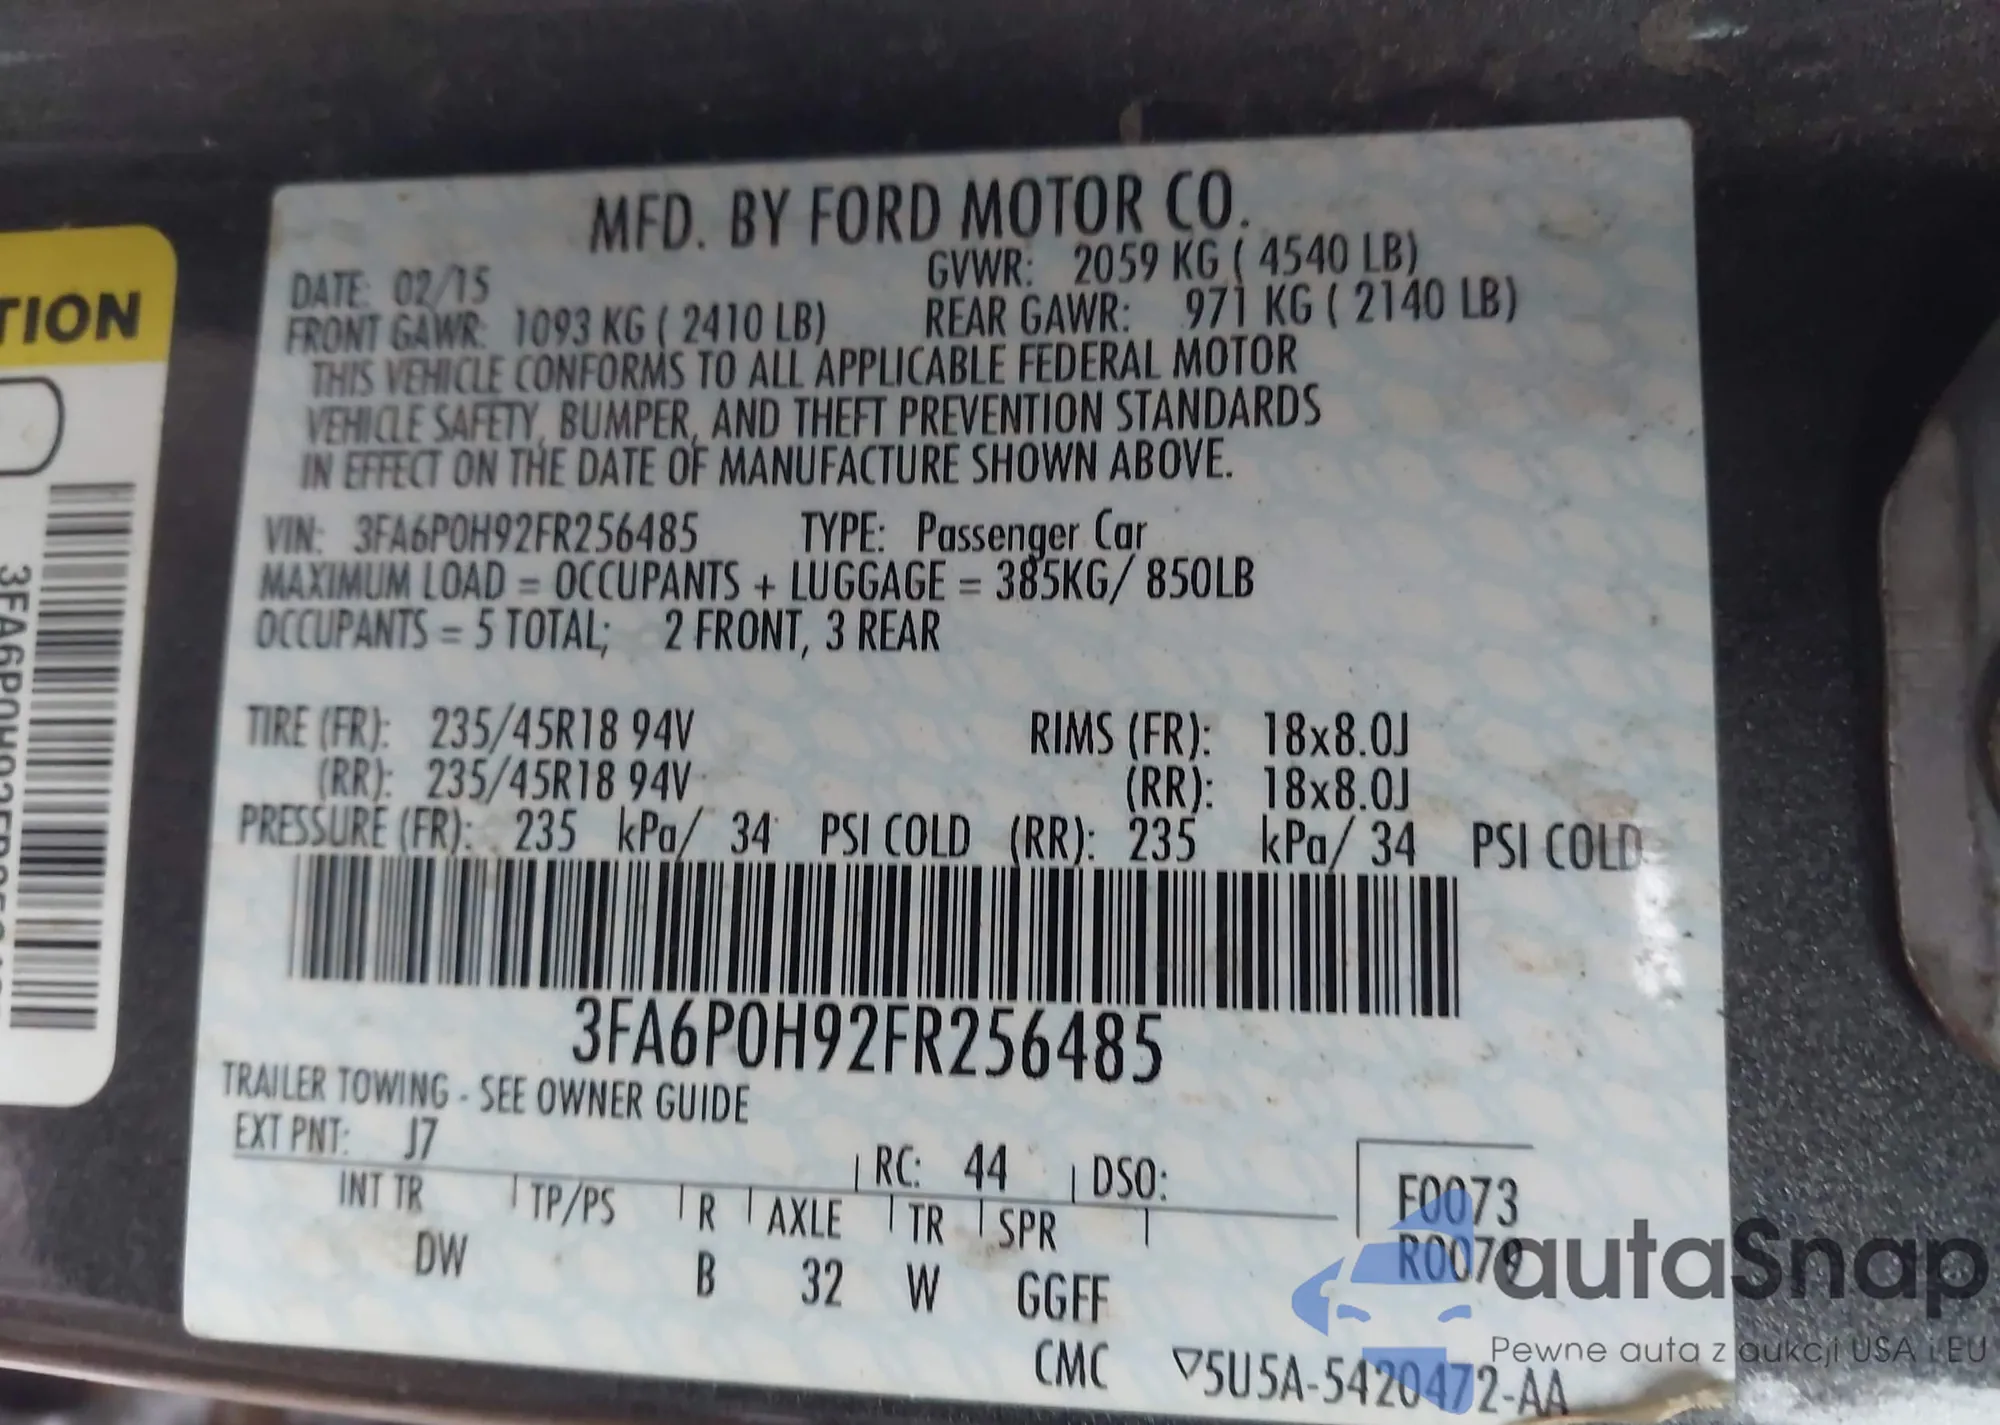 MFD. BY FORD MOTOR CO.
DATE: 02/15 GVWR: 2059 KG ( 4540 LB)
FRONT GAWR: 1093 KG ( 2410 LB) REAR GAWR: 971 KG ( 2140 LB)
THIS VEHICLE CONFORMS TO ALL APPLICABLE FEDERAL MOTOR
VEHICLE SAFETY, BUMPER, AND THEFT PREVENTION STANDARDS
IN EFFECT ON THE DATE OF MANUFACTURE SHOWN ABOVE.
VIN: 3FA6P0H92FR256485 TYPE: Passenger Car
MAXIMUM LOAD = OCCUPANTS + LUGGAGE = 385KG/ 850LB
OCCUPANTS = 5 TOTAL; 2 FRONT, 3 REAR
TIRE (FR): 235/45R18 94V RIMS (FR): 18x8.0J
(RR): 235/45R18 94V (RR): 18x8.0J
PRESSURE (FR): 235 kPa/ 34 PSI COLD (RR): 235 kPa/ 34 PSI COLD
3FA6P0H92FR256485
TRAILER TOWING - SEE OWNER GUIDE
EXT PNT: J7 RC: 44 DSO:
INT TR TP/PS R AXLE TR SPR F0073
DW B 32 W GGFF R0079
CMC ▽5U5A-5420472-AA
TION
autoSnap
Pewne auta z aukcji USA i EU